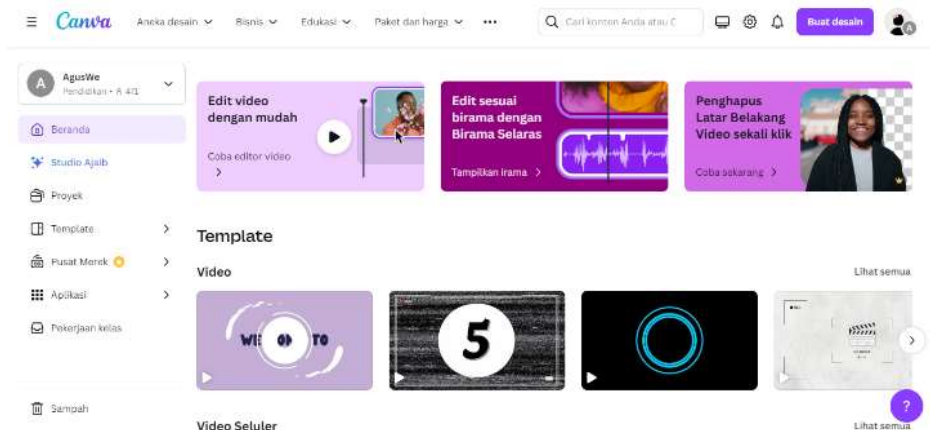 Canva
Aneka desain
Bisnis
Edukasi
Paket dan harga
Cari konten Anda atau C
Buat desain
A
A
AgusWe
Pendidikan •
Beranda
Studio Ajaib
Proyek
Template
Pusat Merek
Aplikasi
Pekerjaan kelas
Sampah
Edit video
dengan mudah
Coba editor video
Edit sesuai
birama dengan
Birama Selaras
Tampilkan irama
Penghapus
Latar Belakang
Video sekali klik
Coba sekarang
Template
Video
Lihat semua
5
Video Seluler
Lihat semua
?